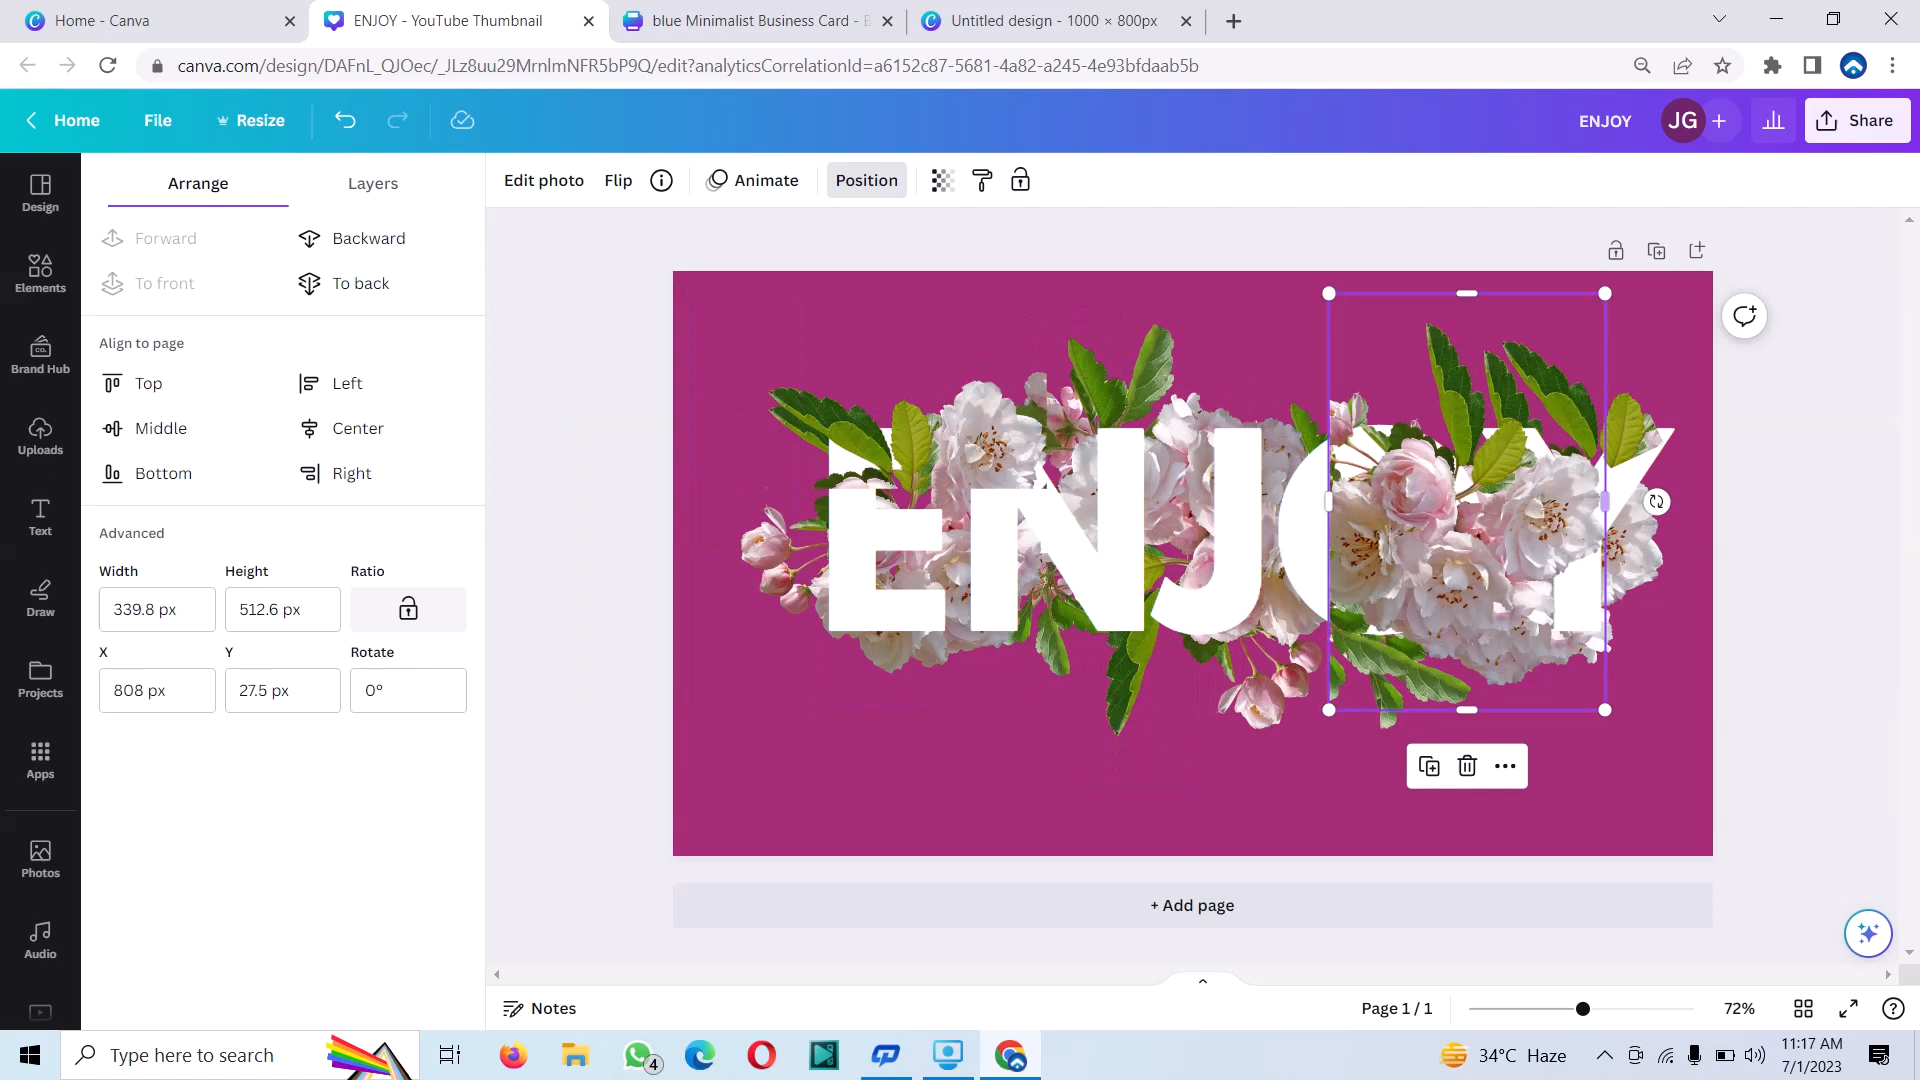 Home - Canva
ENJOY - YouTube Thumbnail
blue Minimalist Business Card - B
Untitled design - 1000 × 800px
canva.com/design/DAFnL_QJOec/_JLz8uu29MrnlmNFR5bP9Q/edit?analyticsCorrelationId=a6152c87-5681-4a82-a245-4e93bfdaab5b
Home
File
Resize
ENJOY
JG
Share
Design
Elements
CO.
Brand Hub
Uploads
Text
Draw
Projects
Apps
Photos
Audio
Arrange
Layers
Forward
Backward
To front
To back
Align to page
Top
Left
Middle
Center
Bottom
Right
Advanced
Width
Height
Ratio
339.8 px
512.6 px
X
Y
Rotate
808 px
27.5 px
0°
Edit photo
Flip
Animate
Position
ENJOY
+ Add page
Notes
Page 1 / 1
72%
Type here to search
4
34°C Haze
11:17 AM
7/1/2023